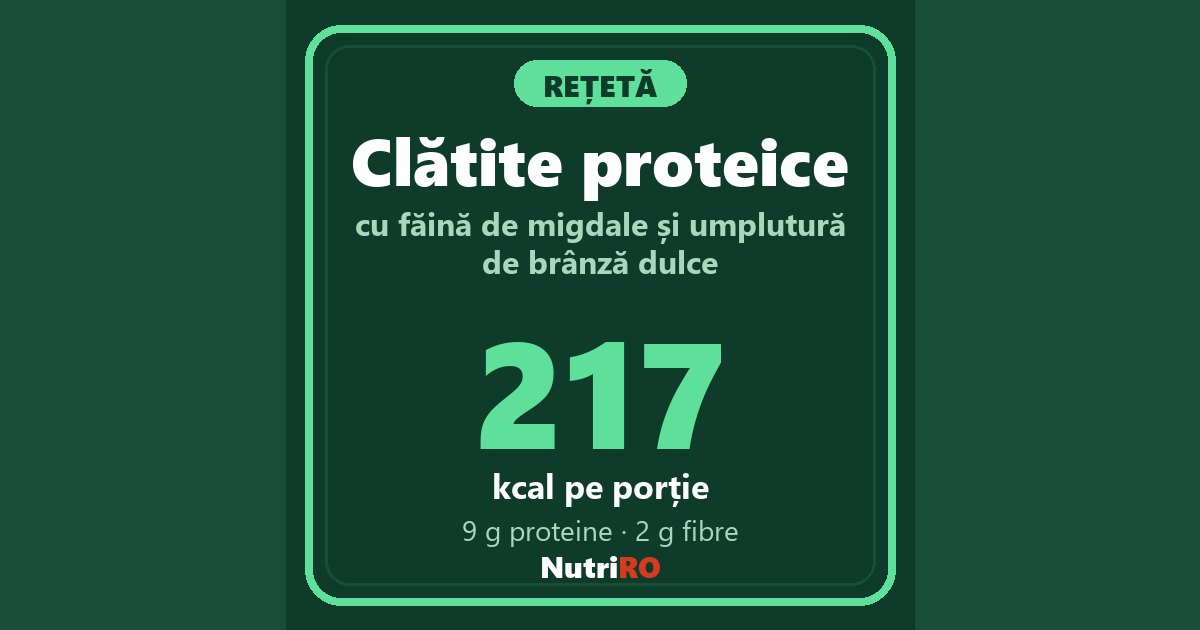 REȚETĂ
Clătite proteice
cu făină de migdale și umplutură
de brânză dulce
217
kcal pe porție
9 g proteine · 2 g fibre
NutriRO